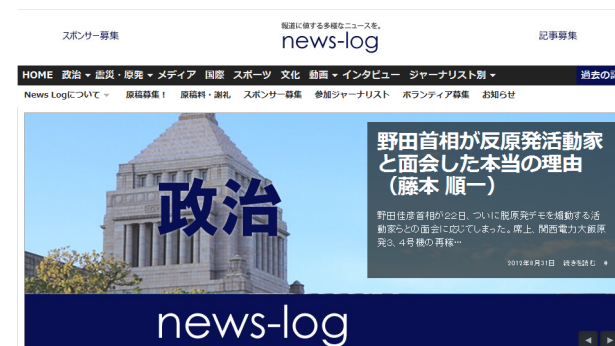 スポンサー募集
報道に値する多様なニュースを。
news-log
記事募集
HOME 政治 震災・原発 メディア 国際 スポーツ 文化 動画 インタビュー ジャーナリスト別 過去の記
News Logについて 原稿募集！ 原稿料・謝礼 スポンサー募集 参加ジャーナリスト ボランティア募集 お知らせ
政治
野田首相が反原発活動家
と面会した本当の理由
（藤本 順一）
野田佳彦首相が22日、ついに脱原発デモを煽動する活
動家らとの面会に応じてしまった。席上、関西電力大飯原
発3、4号機の再稼…
2012年8月31日 続きを読む
news-log